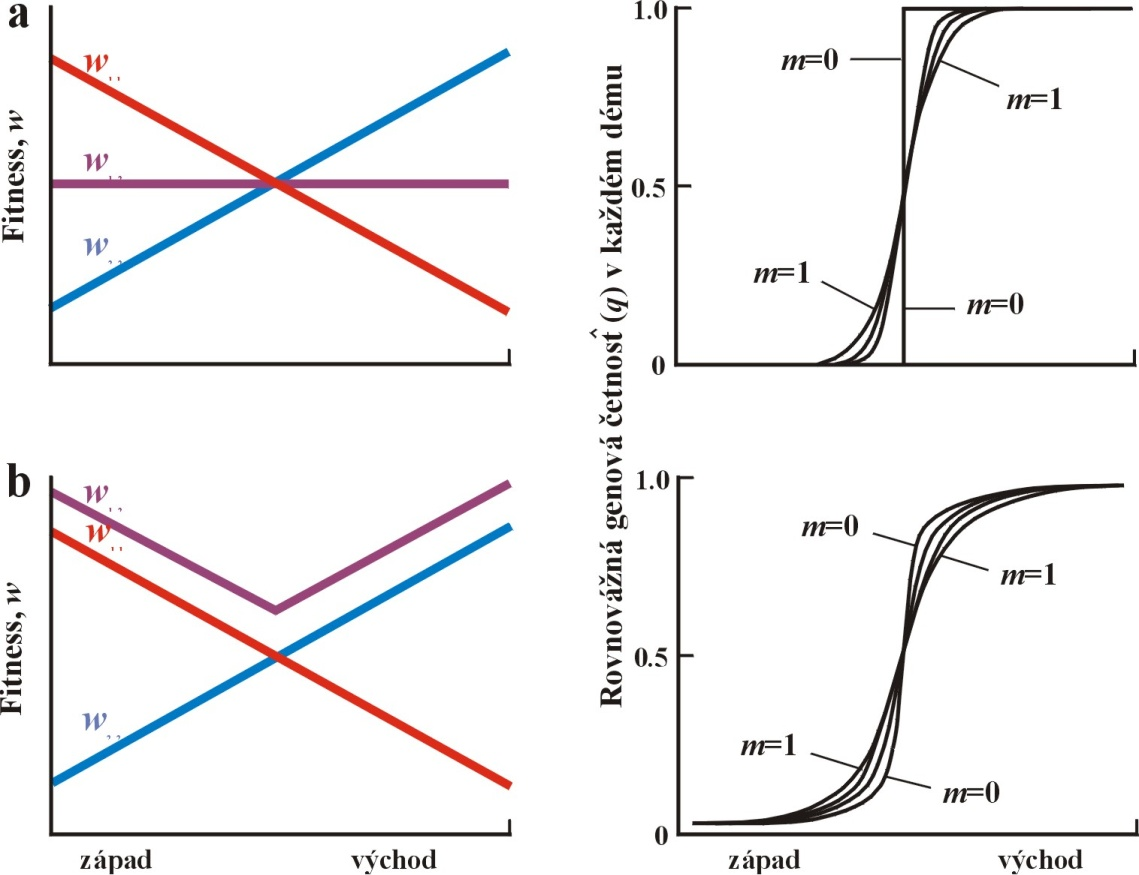 a
Fitness, w
w
w
w
1.0
0.5
0
m=0
m=1
m=1
m=0
Rovnovážná genová četnost (q̂) v každém dému
b
Fitness, w
w
w
w
západ
východ
1.0
0.5
0
m=0
m=1
m=1
m=0
západ
východ